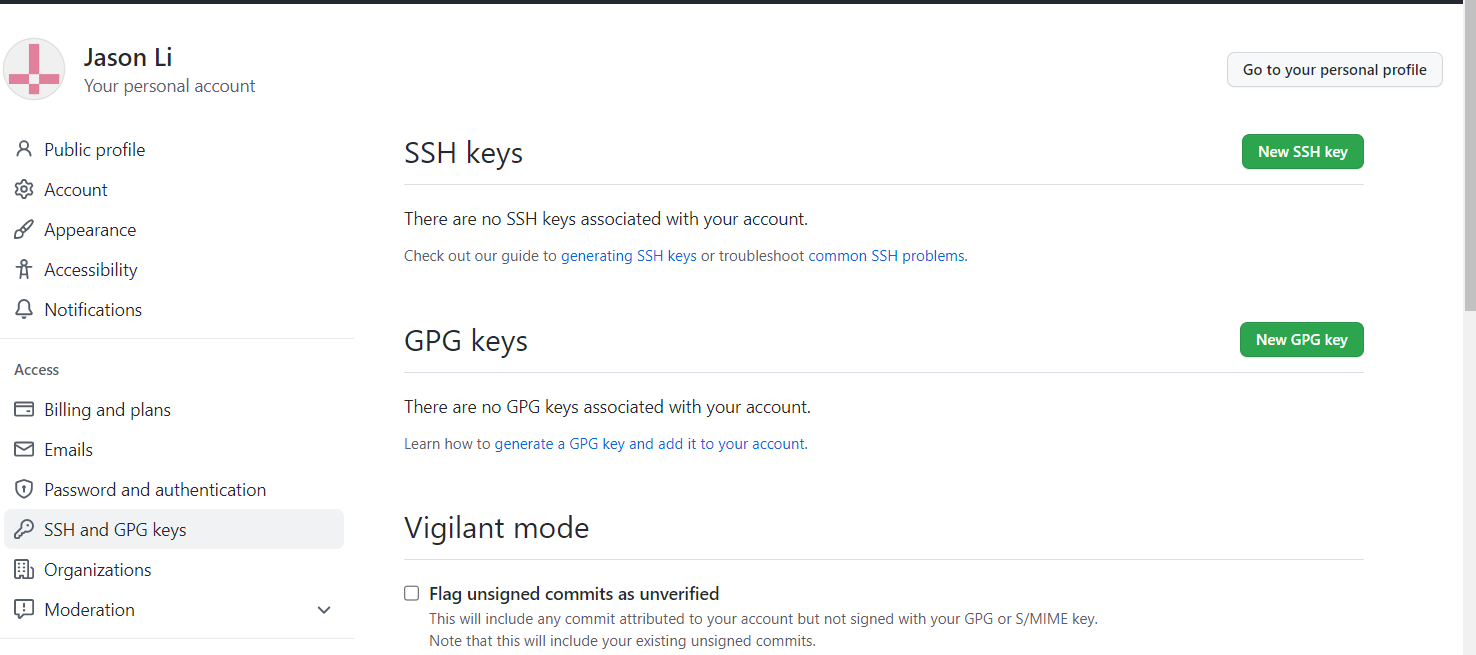 Jason Li
Your personal account
Go to your personal profile
Public profile
Account
Appearance
Accessibility
Notifications
Access
Billing and plans
Emails
Password and authentication
SSH and GPG keys
Organizations
Moderation
SSH keys
New SSH key
There are no SSH keys associated with your account.
Check out our guide to generating SSH keys or troubleshoot common SSH problems.
GPG keys
New GPG key
There are no GPG keys associated with your account.
Learn how to generate a GPG key and add it to your account.
Vigilant mode
Flag unsigned commits as unverified
This will include any commit attributed to your account but not signed with your GPG or S/MIME key.
Note that this will include your existing unsigned commits.